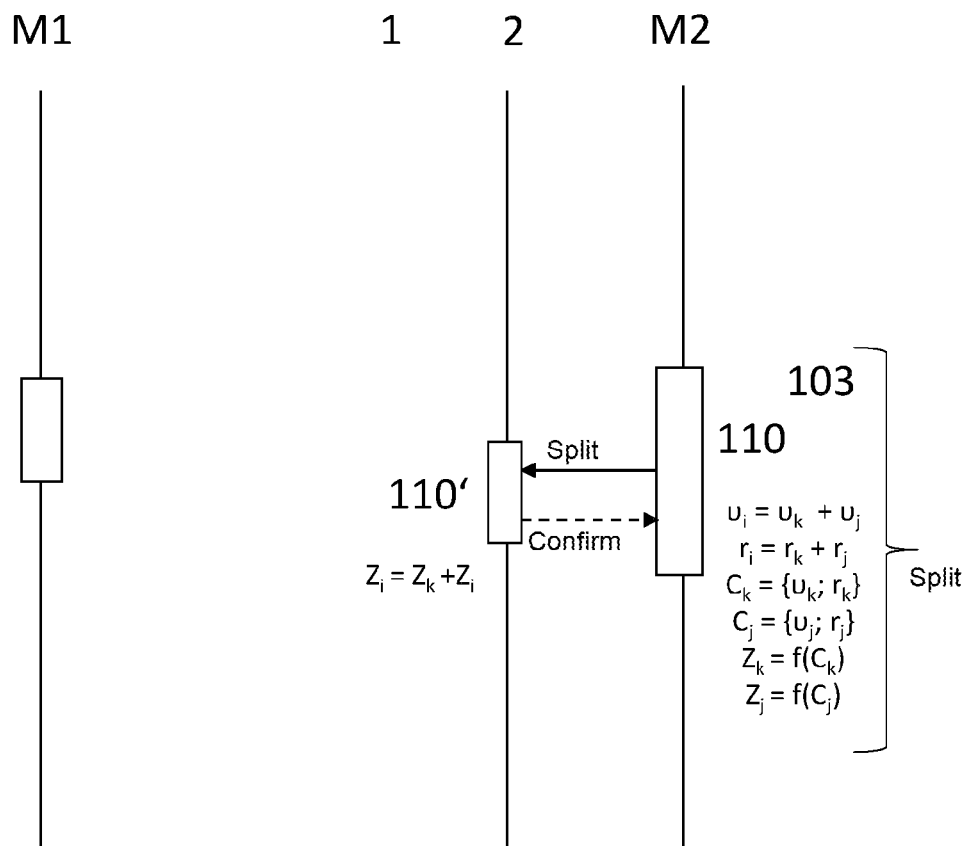 M1 1 2 M2
103
110
Split
110‘
Confirm
υi = υk + υj
ri = rk + rj
Zi = Zk +Zi
Split
Ck = {υk; rk}
Cj = {υj; rj}
Zk = f(Ck)
Zj = f(Cj)